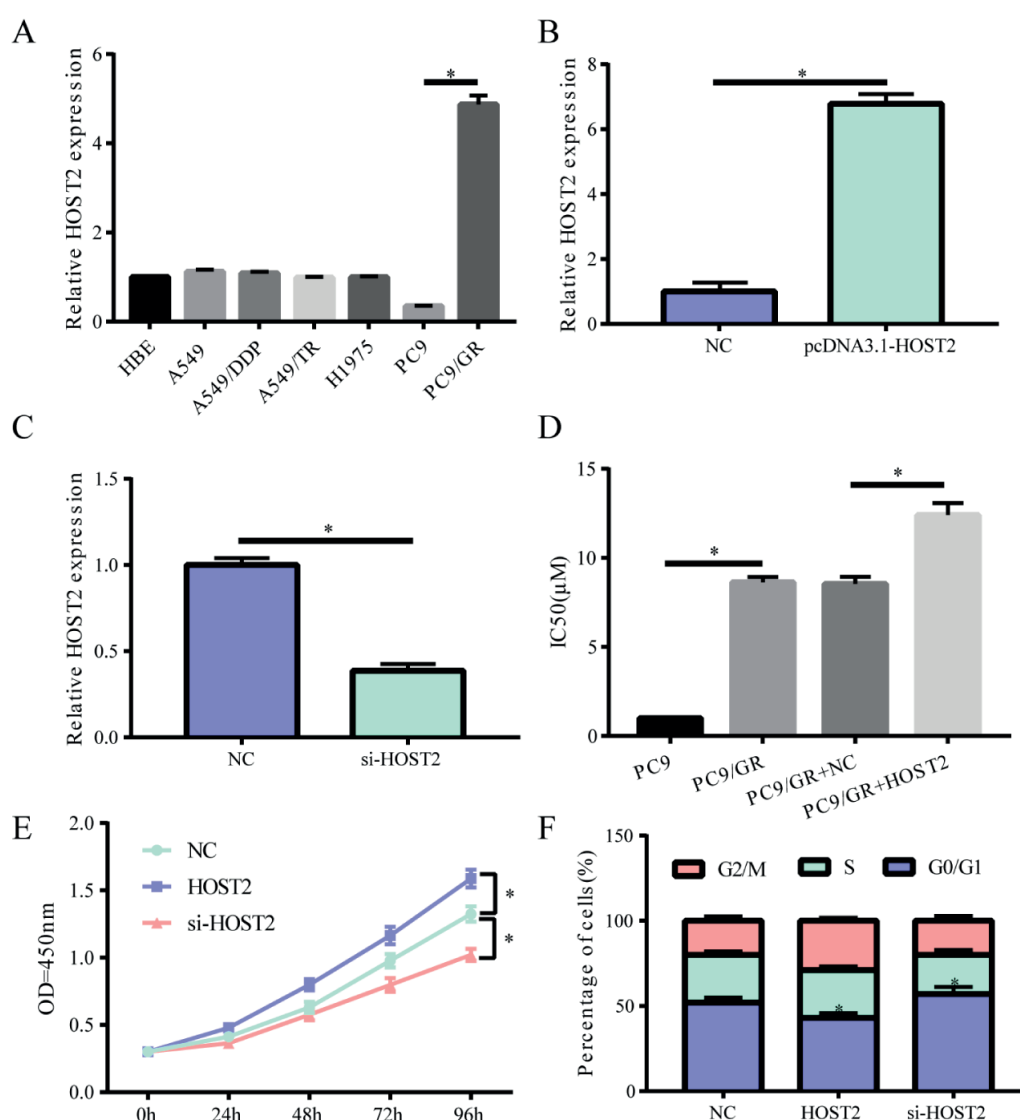 A
Relative HOST2 expression
6
4
2
0
*
HBE
A549
A549/DDP
A549/TR
H1975
PC9
PC9/GR
B
Relative HOST2 expression
8
6
4
2
0
*
NC
pcDNA3.1-HOST2
C
Relative HOST2 expression
1.5
1.0
0.5
0.0
*
NC
si-HOST2
D
IC50(μM)
15
10
5
0
*
*
PC9
PC9/GR
PC9/GR+NC
PC9/GR+HOST2
E
OD=450nm
2.0
1.5
1.0
0.5
0.0
NC
HOST2
si-HOST2
*
*
0h
24h
48h
72h
96h
F
Percentage of cells(%)
150
100
50
0
G2/M
S
G0/G1
*
*
NC
HOST2
si-HOST2